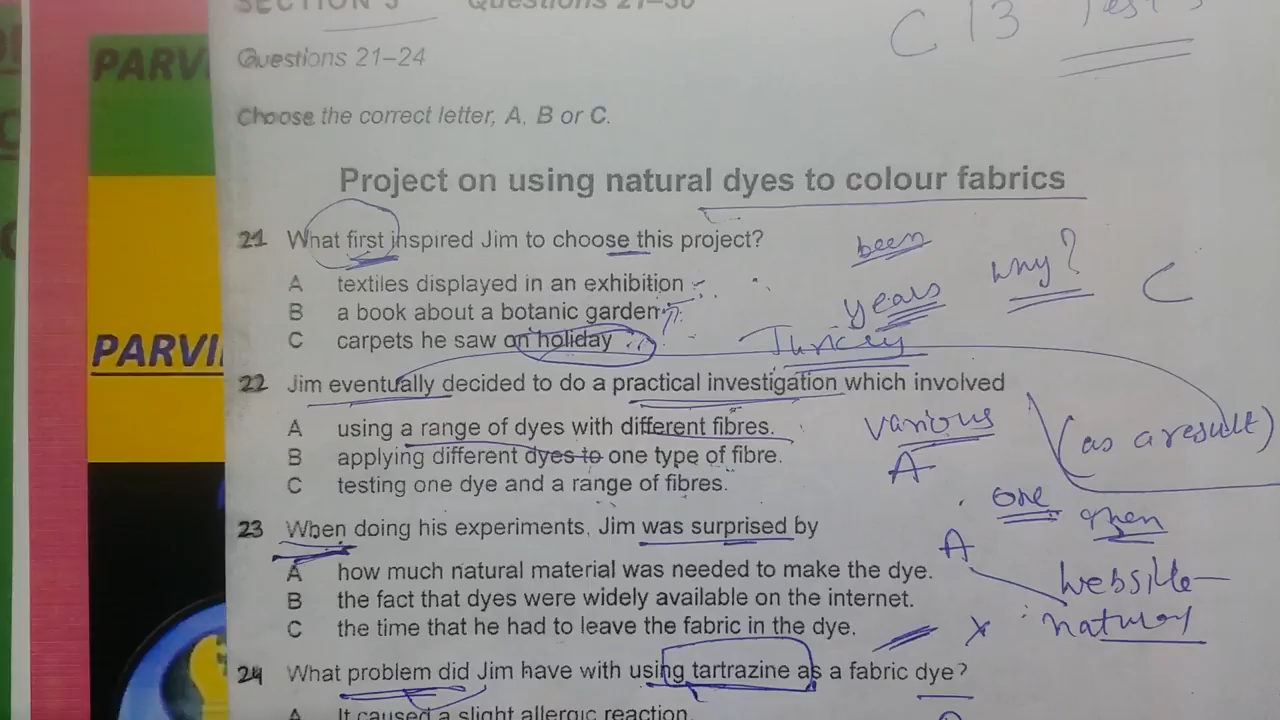 SECTION 3 Questions 21–30
C 13 Test 3
Questions 21–24
Choose the correct letter, A, B or C.
Project on using natural dyes to colour fabrics
21 What first inspired Jim to choose this project?
A textiles displayed in an exhibition
B a book about a botanic garden
C carpets he saw on holiday
been
years
why?
C
Turkey
22 Jim eventually decided to do a practical investigation which involved
A using a range of dyes with different fibres.
B applying different dyes to one type of fibre.
C testing one dye and a range of fibres.
various
A
(as a result)
one
23 When doing his experiments, Jim was surprised by
A how much natural material was needed to make the dye.
B the fact that dyes were widely available on the internet.
C the time that he had to leave the fabric in the dye.
A
website
x natural
24 What problem did Jim have with using tartrazine as a fabric dye?
A It caused a slight allergic reaction.
PARVI
PARVI